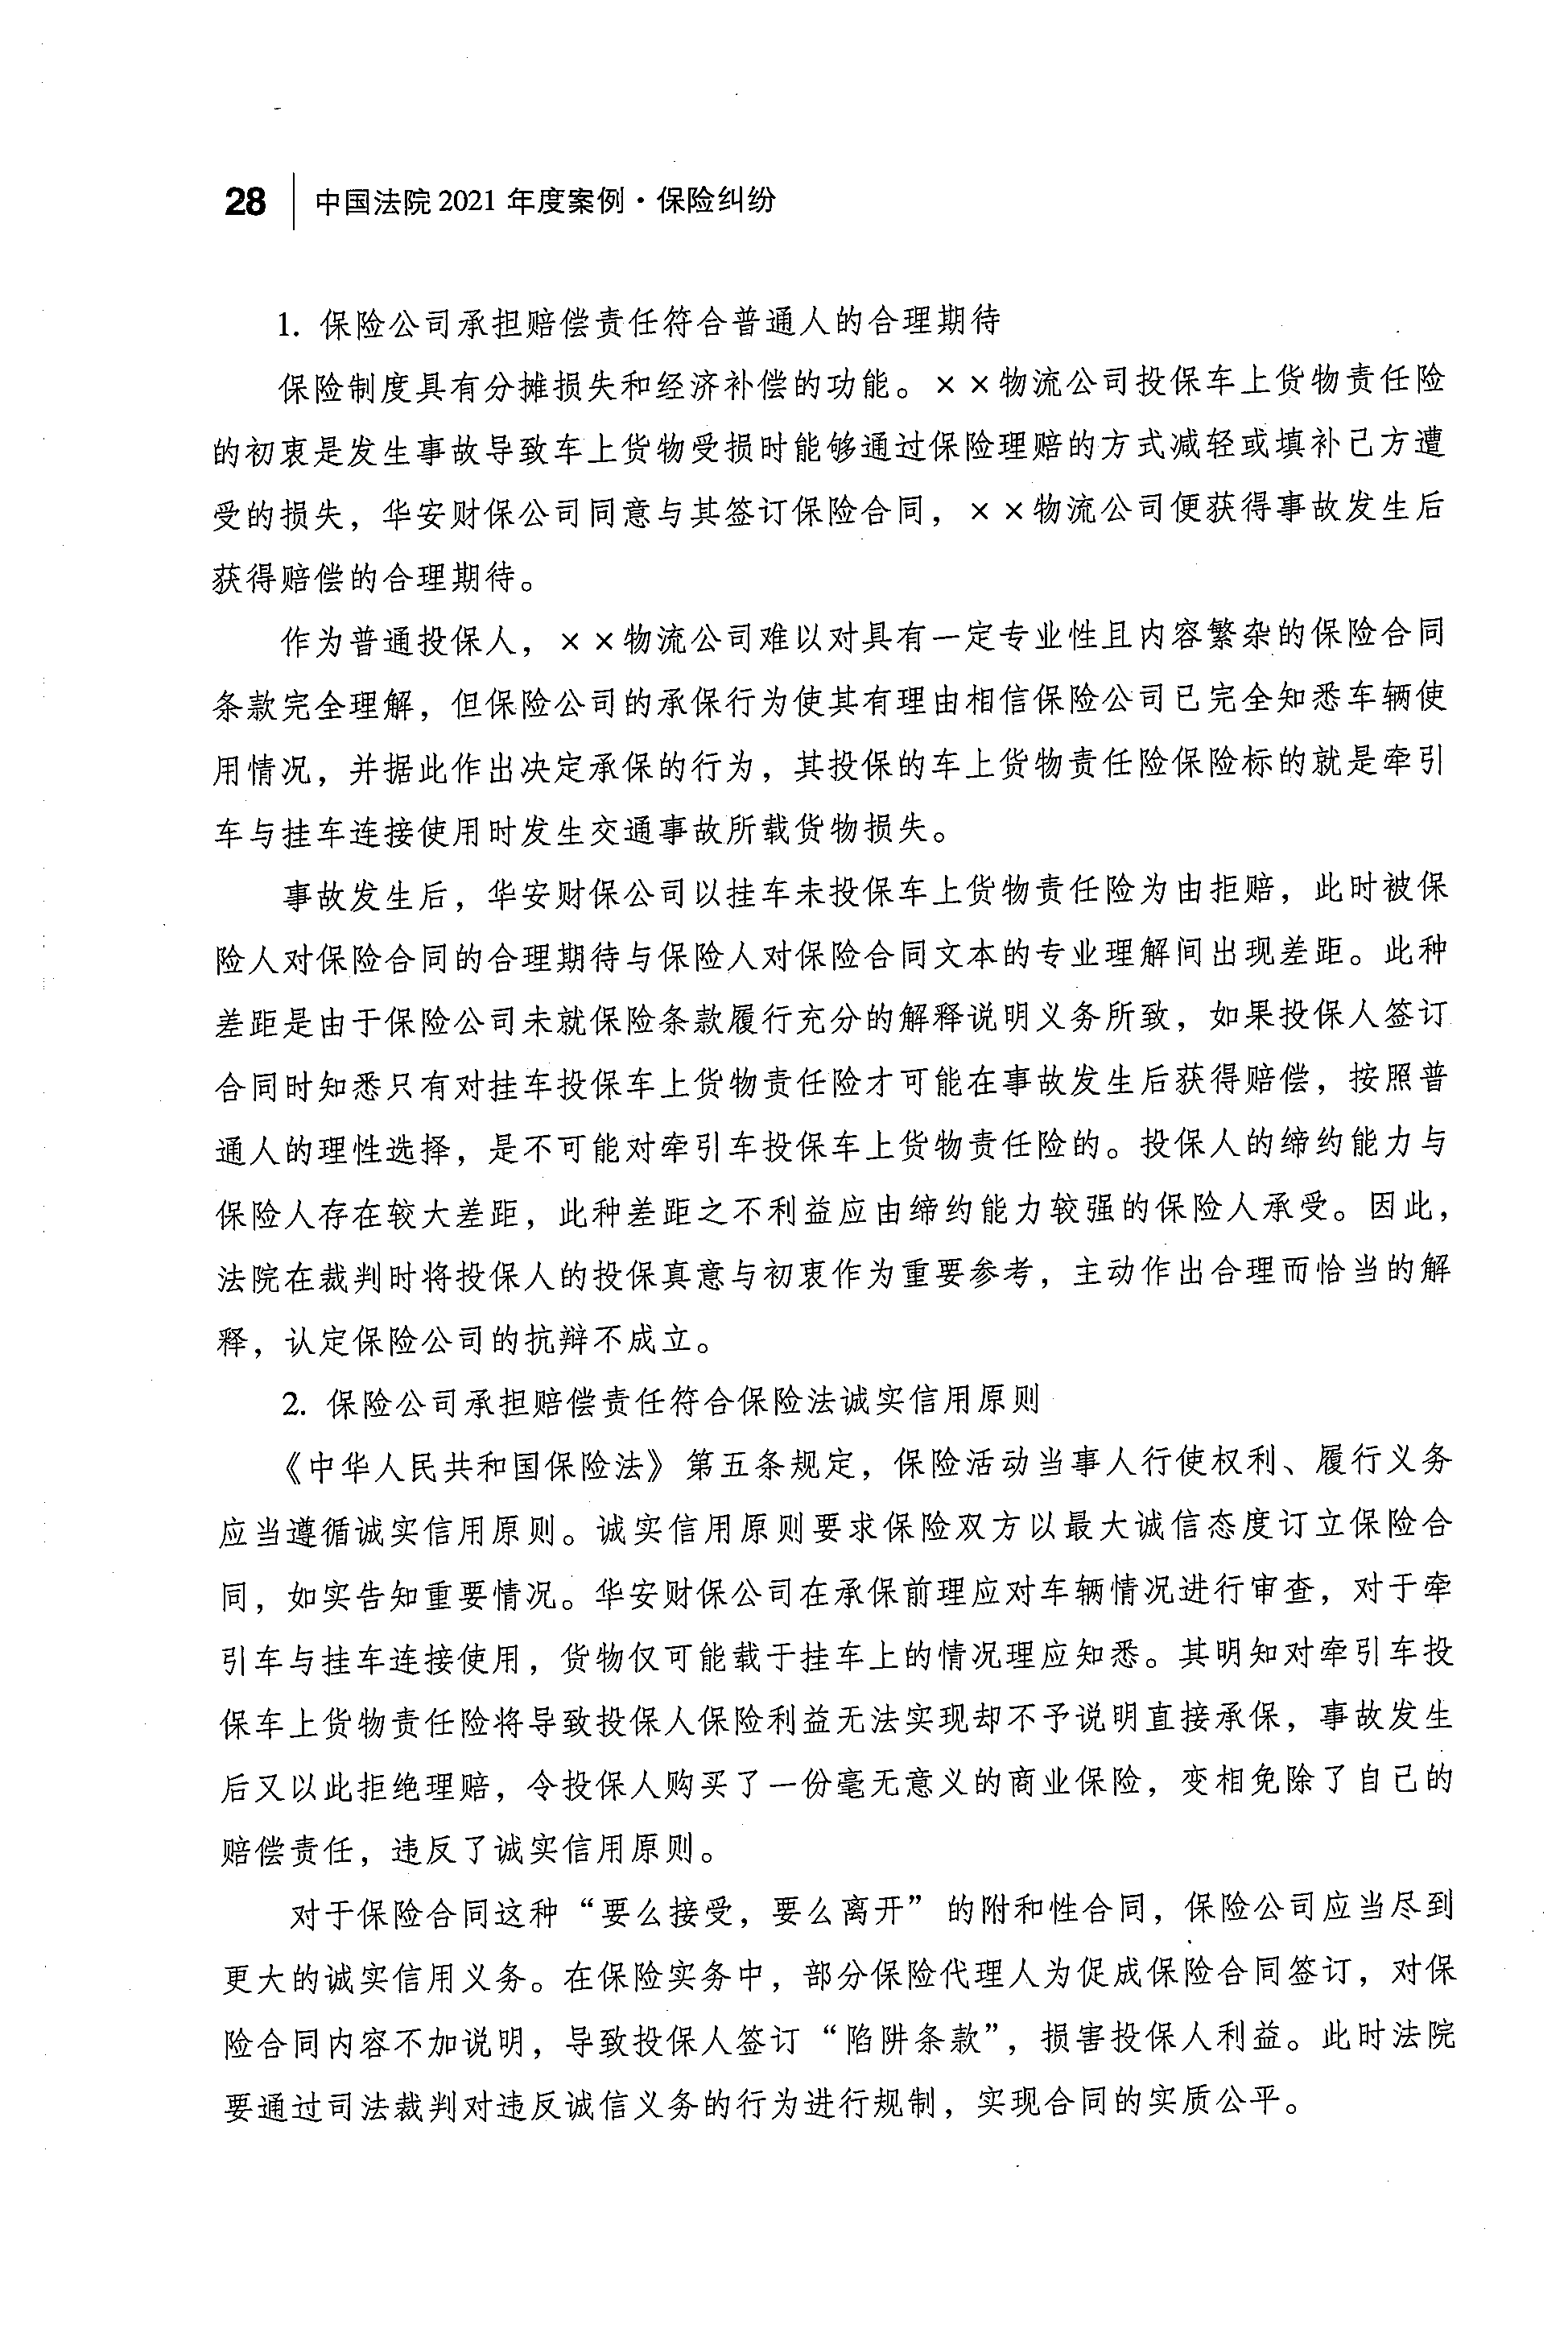 28 中国法院 2021 年度案例·保险纠纷
1. 保险公司承担赔偿责任符合普通人的合理期待
保险制度具有分摊损失和经济补偿的功能。××物流公司投保车上货物责任险
的初衷是发生事故导致车上货物受损时能够通过保险理赔的方式减轻或填补己方遭
受的损失，华安财保公司同意与其签订保险合同，××物流公司便获得事故发生后
获得赔偿的合理期待。
作为普通投保人，××物流公司难以对具有一定专业性且内容繁杂的保险合同
条款完全理解，但保险公司的承保行为使其有理由相信保险公司已完全知悉车辆使
用情况，并据此作出决定承保的行为，其投保的车上货物责任险保险标的就是牵引
车与挂车连接使用时发生交通事故所载货物损失。
事故发生后，华安财保公司以挂车未投保车上货物责任险为由拒赔，此时被保
险人对保险合同的合理期待与保险人对保险合同文本的专业理解间出现差距。此种
差距是由于保险公司未就保险条款履行充分的解释说明义务所致，如果投保人签订
合同时知悉只有对挂车投保车上货物责任险才可能在事故发生后获得赔偿，按照普
通人的理性选择，是不可能对牵引车投保车上货物责任险的。投保人的缔约能力与
保险人存在较大差距，此种差距之不利益应由缔约能力较强的保险人承受。因此，
法院在裁判时将投保人的投保真意与初衷作为重要参考，主动作出合理而恰当的解
释，认定保险公司的抗辩不成立。
2. 保险公司承担赔偿责任符合保险法诚实信用原则
《中华人民共和国保险法》第五条规定，保险活动当事人行使权利、履行义务
应当遵循诚实信用原则。诚实信用原则要求保险双方以最大诚信态度订立保险合
同，如实告知重要情况。华安财保公司在承保前理应对车辆情况进行审查，对于牵
引车与挂车连接使用，货物仅可能载于挂车上的情况理应知悉。其明知对牵引车投
保车上货物责任险将导致投保人保险利益无法实现却不予说明直接承保，事故发生
后又以此拒绝理赔，令投保人购买了一份毫无意义的商业保险，变相免除了自己的
赔偿责任，违反了诚实信用原则。
对于保险合同这种“要么接受，要么离开”的附和性合同，保险公司应当尽到
更大的诚实信用义务。在保险实务中，部分保险代理人为促成保险合同签订，对保
险合同内容不加说明，导致投保人签订“陷阱条款”，损害投保人利益。此时法院
要通过司法裁判对违反诚信义务的行为进行规制，实现合同的实质公平。